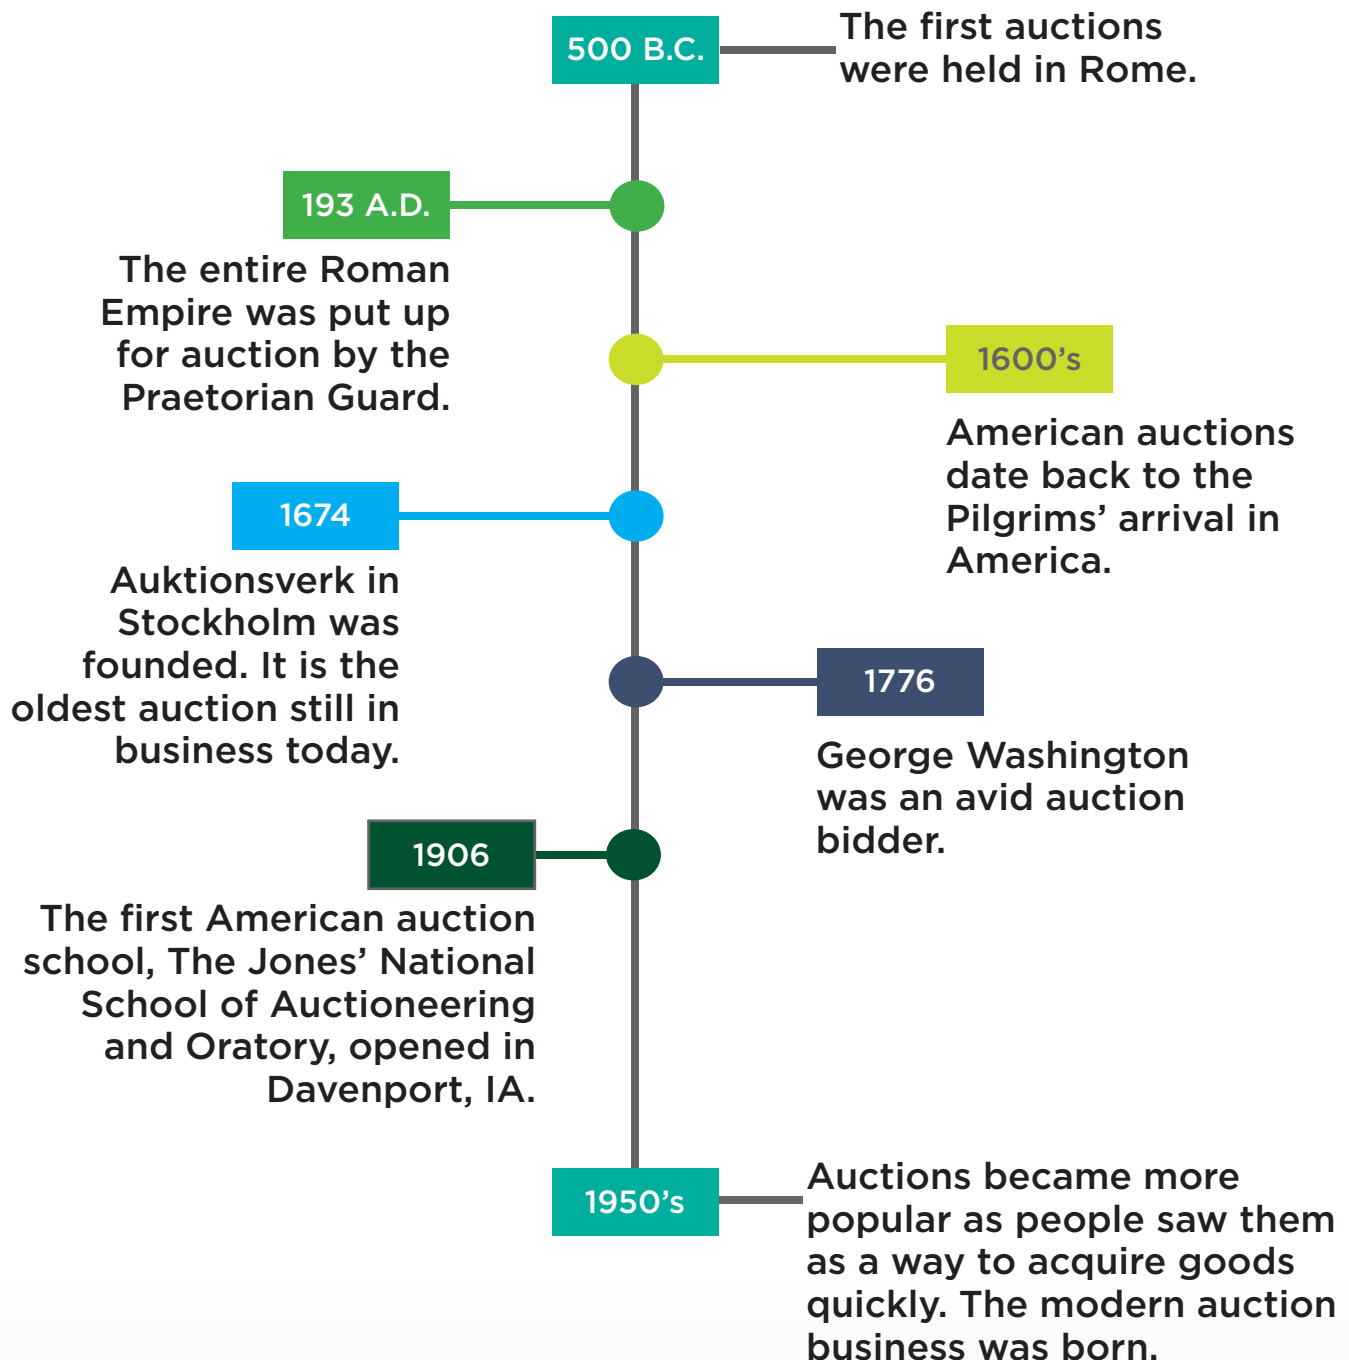 500 B.C.
The first auctions
were held in Rome.
193 A.D.
The entire Roman
Empire was put up
for auction by the
Praetorian Guard.
1600’s
American auctions
date back to the
Pilgrims’ arrival in
America.
1674
Auktionsverk in
Stockholm was
founded. It is the
oldest auction still in
business today.
1776
George Washington
was an avid auction
bidder.
1906
The first American auction
school, The Jones’ National
School of Auctioneering
and Oratory, opened in
Davenport, IA.
1950’s
Auctions became more
popular as people saw them
as a way to acquire goods
quickly. The modern auction
business was born.